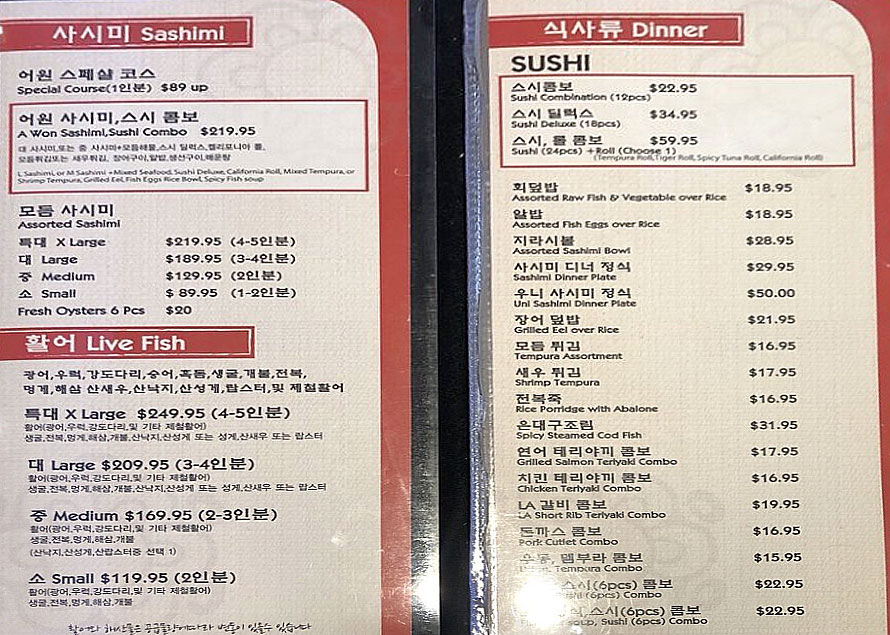 사시미 Sashimi
어원 스페샬 코스
Special Course(1인분) $89 up
어원 사시미,스시 콤보
A Won Sashimi,Sushi Combo $219.95
대 사시미,또는 중 사시미+모듬해물,스시 딜럭스,켈리포니아 롤,
모듬튀김또는 새우튀김, 장어구이,알밥,생선구이,매운탕
L Sashimi, or M Sashimi +Mixed Seafood, Sushi Deluxe, California Roll, Mixed Tempura, or
Shrimp Tempura, Grilled Eel, Fish Eggs Rice Bowl, Spicy Fish soup
모듬 사시미
Assorted Sashimi
특대 X Large $219.95 (4-5인분)
대 Large $189.95 (3-4인분)
중 Medium $129.95 (2인분)
소 Small $ 89.95 (1-2인분)
Fresh Oysters 6 Pcs $20
활어 Live Fish
광어,우럭,강도다리,숭어,혹돔,생굴,개불,전복,
멍게,해삼 산새우,산낙지,산성게,랍스터,및 제철활어
특대 X Large $249.95 (4-5인분)
활어(광어,우럭,강도다리,및 기타 제철활어)
생굴,전복,멍게,해삼,개불,산낙지,산성게 또는 성게,산새우 또는 랍스터
대 Large $209.95 (3-4인분)
활어(광어,우럭,강도다리,및 기타 제철활어)
생굴,전복,멍게,해삼,개불,산낙지,산성게 또는 성게,산새우 또는 랍스터
중 Medium $169.95 (2-3인분)
활어(광어,우럭,강도다리,및 기타 제철활어)
생굴,전복,멍게,해삼,개불
(산낙지,산성게,산랍스터중 선택 1)
소 Small $119.95 (2인분)
활어(광어,우럭,강도다리,및 기타 제철활어)
생굴,전복,멍게,해삼,개불
활어와 해산물은 공급물량에따라 변동이 있을수 있습니다
식사류 Dinner
SUSHI
스시콤보 $22.95
Sushi Combination (12pcs)
스시 딜럭스 $34.95
Sushi Deluxe (18pcs)
스시, 롤 콤보 $59.95
Sushi (24pcs) +Roll (Choose 1)
(Tempura Roll,Tiger Roll, Spicy Tuna Roll, California Roll)
회덮밥 $18.95
Assorted Raw Fish & Vegetable over Rice
알밥 $18.95
Assorted Fish Eggs over Rice
지라시볼 $28.95
Assorted Sashimi Bowl
사시미 디너 정식 $29.95
Sashimi Dinner Plate
우니 사시미 정식 $50.00
Uni Sashimi Dinner Plate
장어 덮밥 $21.95
Grilled Eel over Rice
모듬 튀김 $16.95
Tempura Assortment
새우 튀김 $17.95
Shrimp Tempura
전복죽 $16.95
Rice Porridge with Abalone
은대구조림 $31.95
Spicy Steamed Cod Fish
연어 테리야끼 콤보 $17.95
Grilled Salmon Teriyaki Combo
치킨 테리야끼 콤보 $16.95
Chicken Teriyaki Combo
LA 갈비 콤보 $19.95
LA Short Rib Teriyaki Combo
돈까스 콤보 $16.95
Pork Cutlet Combo
우동, 뎀뿌라 콤보 $15.95
Tempura Combo
스시(6pcs) 콤보 $22.95
(6pcs) Combo
스시(6pcs) 콤보 $22.95
Sushi (6pcs) Combo